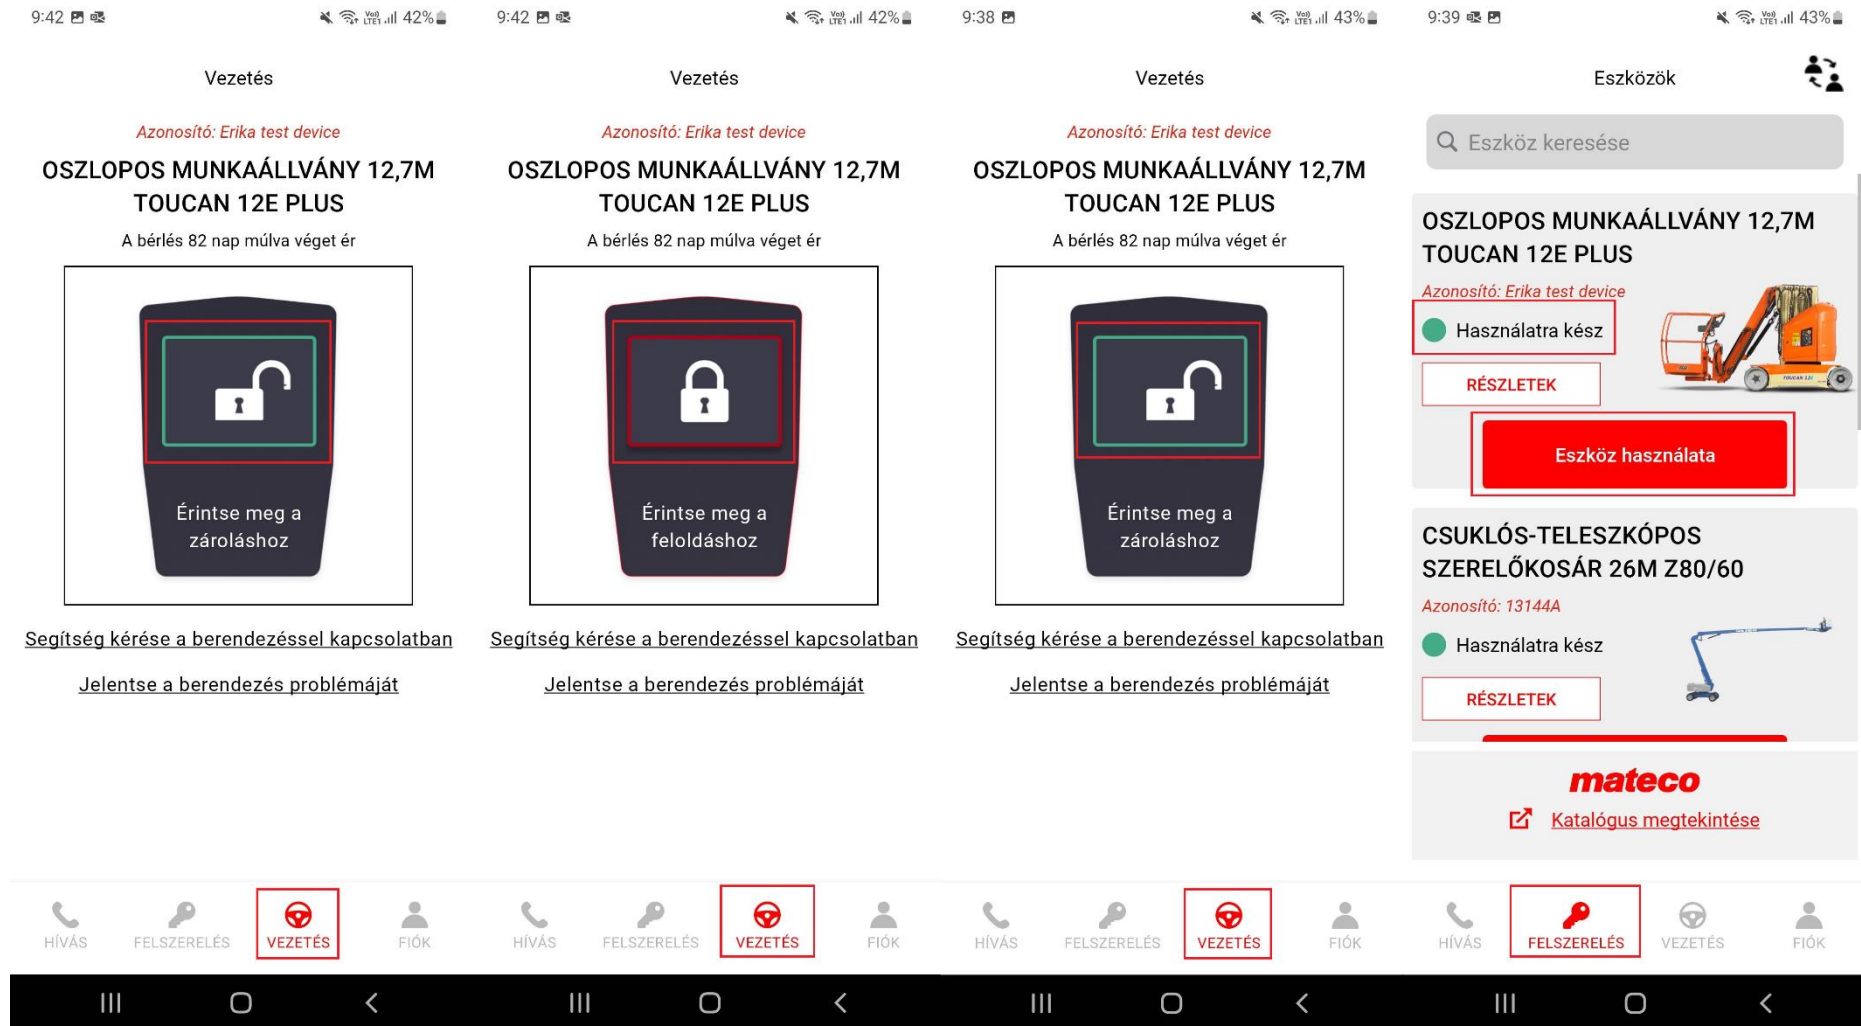 9:42
42%
Vezetés
Azonosító: Erika test device
OSZLOPOS MUNKAÁLLVÁNY 12,7M
TOUCAN 12E PLUS
A bérlés 82 nap múlva véget ér
Érintse meg a
zároláshoz
Segítség kérése a berendezéssel kapcsolatban
Jelentse a berendezés problémáját
HÍVÁS
FELSZERELÉS
VEZETÉS
FIÓK
9:42
42%
Vezetés
Azonosító: Erika test device
OSZLOPOS MUNKAÁLLVÁNY 12,7M
TOUCAN 12E PLUS
A bérlés 82 nap múlva véget ér
Érintse meg a
feloldáshoz
Segítség kérése a berendezéssel kapcsolatban
Jelentse a berendezés problémáját
HÍVÁS
FELSZERELÉS
VEZETÉS
FIÓK
9:38
43%
Vezetés
Azonosító: Erika test device
OSZLOPOS MUNKAÁLLVÁNY 12,7M
TOUCAN 12E PLUS
A bérlés 82 nap múlva véget ér
Érintse meg a
zároláshoz
Segítség kérése a berendezéssel kapcsolatban
Jelentse a berendezés problémáját
HÍVÁS
FELSZERELÉS
VEZETÉS
FIÓK
9:39
43%
Eszközök
Eszköz keresése
OSZLOPOS MUNKAÁLLVÁNY 12,7M
TOUCAN 12E PLUS
Azonosító: Erika test device
Használatra kész
RÉSZLETEK
Eszköz használata
CSUKLÓS-TELESZKÓPOS
SZERELŐKOSÁR 26M Z80/60
Azonosító: 13144A
Használatra kész
RÉSZLETEK
mateco
Katalógus megtekintése
HÍVÁS
FELSZERELÉS
VEZETÉS
FIÓK